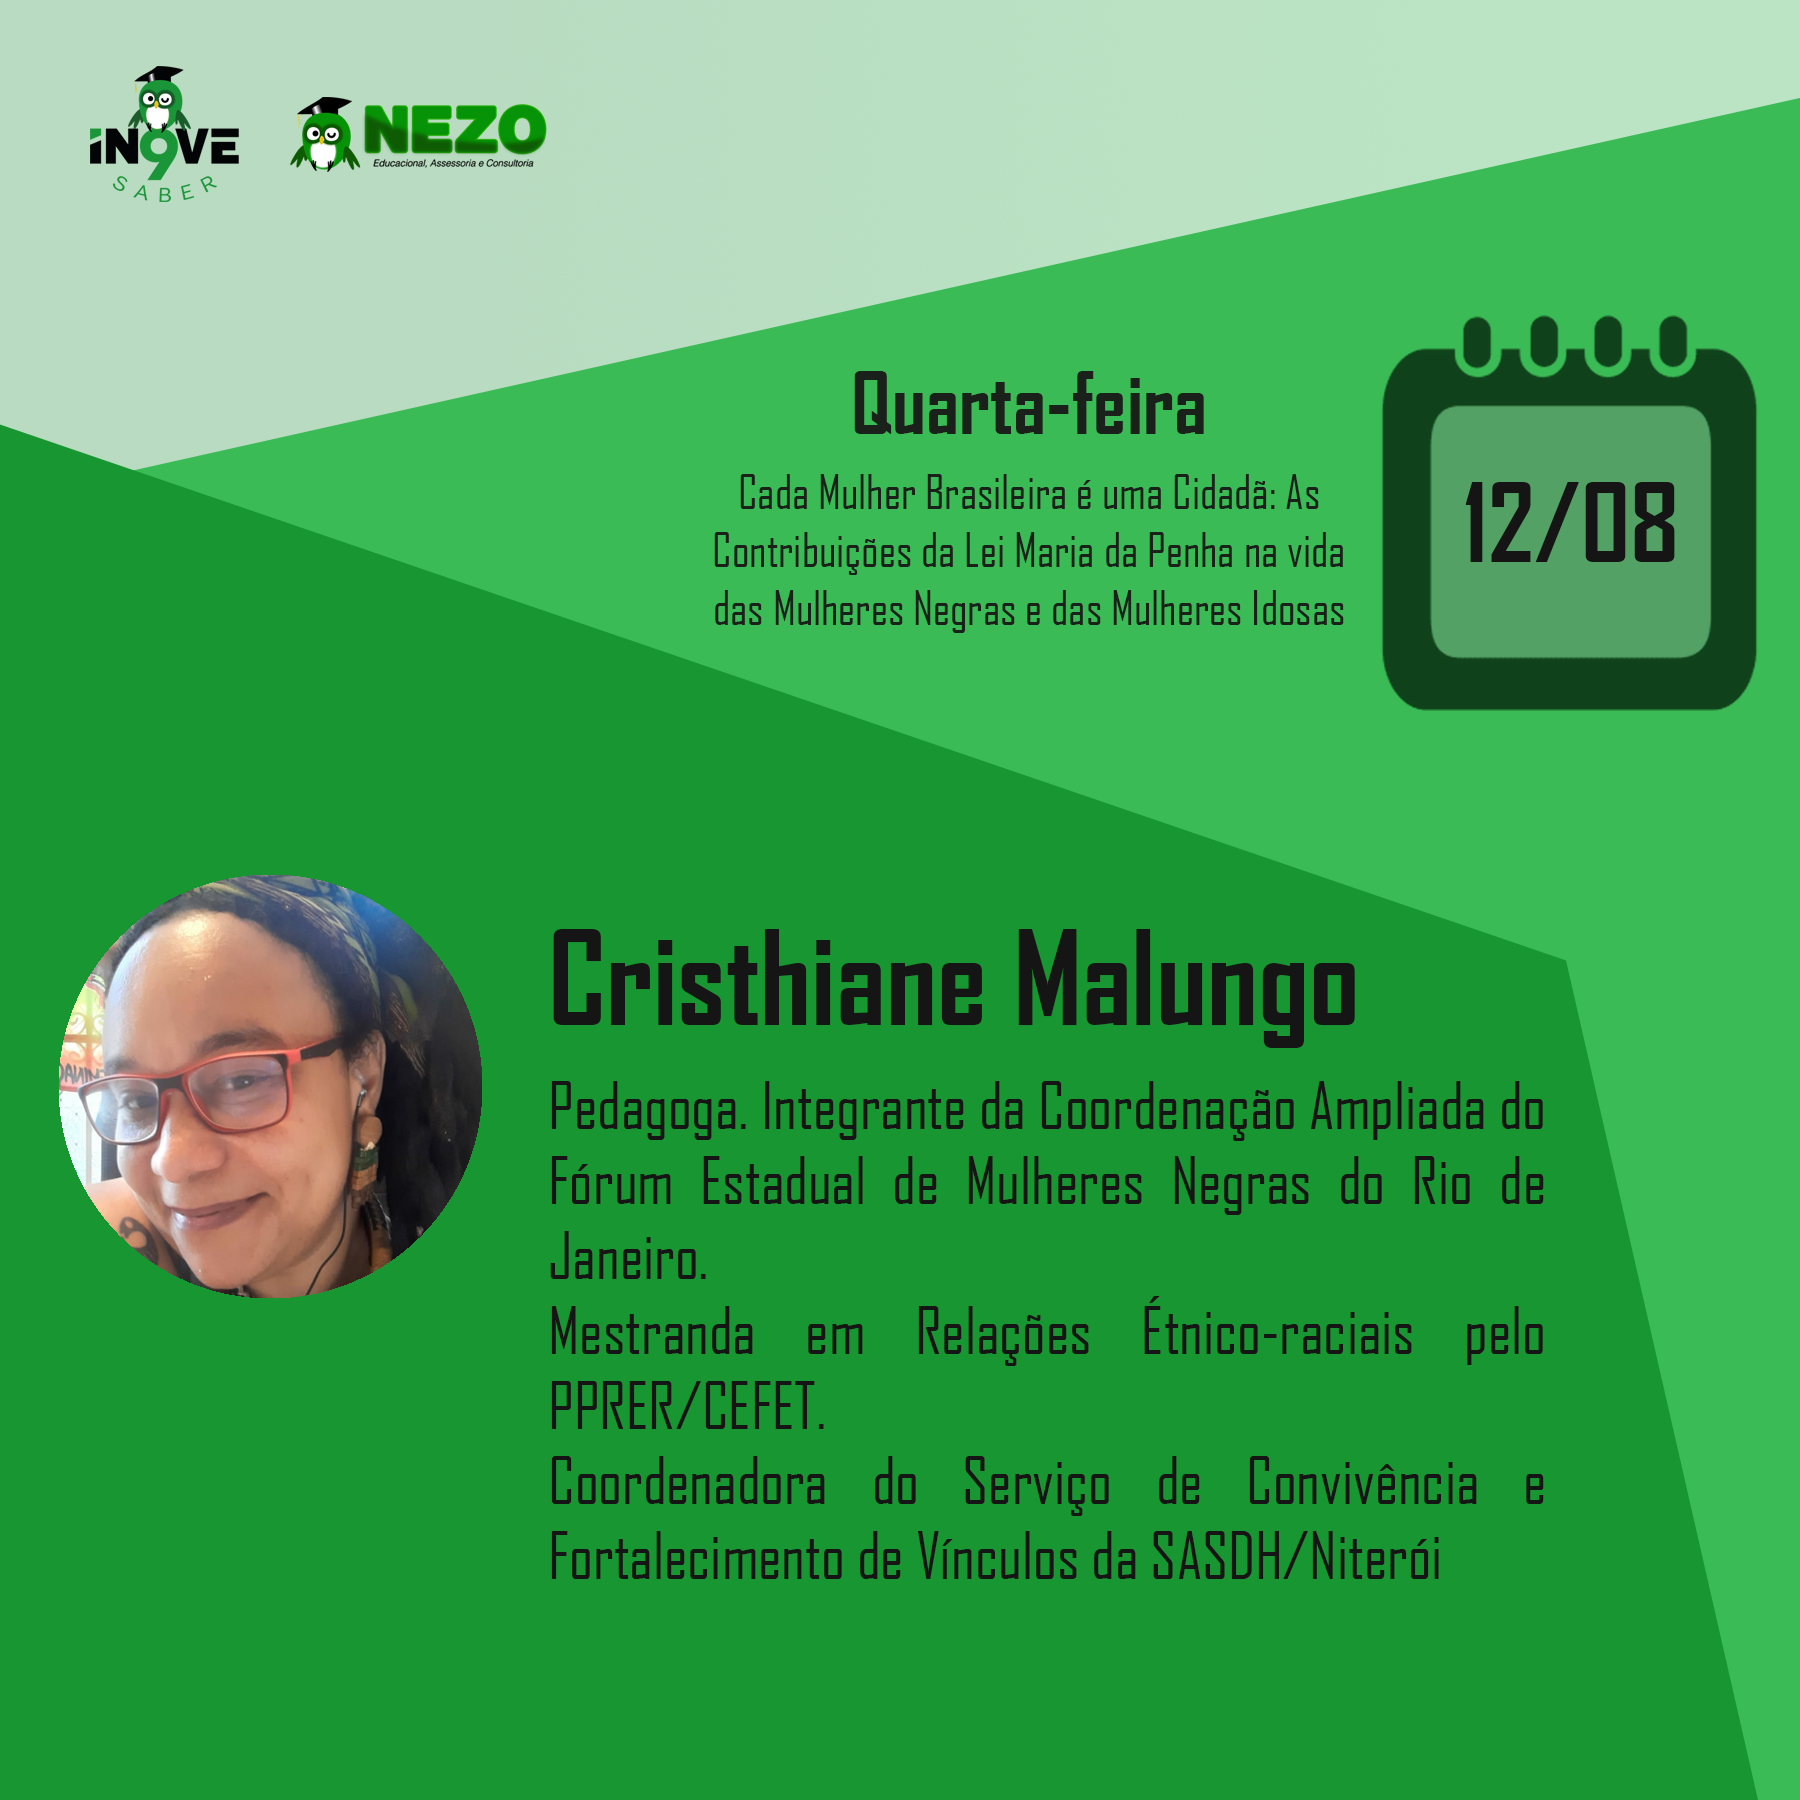 iN9VE
SABER
NEZO
Educacional, Assessoria e Consultoria
Quarta-feira
Cada Mulher Brasileira é uma Cidadã: As
Contribuições da Lei Maria da Penha na vida
das Mulheres Negras e das Mulheres Idosas
12/08
Cristhiane Malungo
Pedagoga. Integrante da Coordenação Ampliada do
Fórum Estadual de Mulheres Negras do Rio de
Janeiro.
Mestranda em Relações Étnico-raciais pelo
PPRER/CEFET.
Coordenadora do Serviço de Convivência e
Fortalecimento de Vínculos da SASDH/Niterói